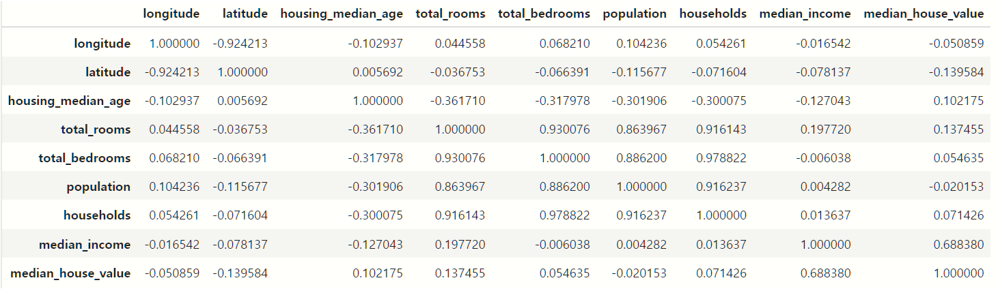 longitude latitude housing_median_age total_rooms total_bedrooms population households median_income median_house_value
longitude 1.000000 -0.924213 -0.102937 0.044558 0.068210 0.104236 0.054261 -0.016542 -0.050859
latitude -0.924213 1.000000 0.005692 -0.036753 -0.066391 -0.115677 -0.071604 -0.078137 -0.139584
housing_median_age -0.102937 0.005692 1.000000 -0.361710 -0.317978 -0.301906 -0.300075 -0.127043 0.102175
total_rooms 0.044558 -0.036753 -0.361710 1.000000 0.930076 0.863967 0.916143 0.197720 0.137455
total_bedrooms 0.068210 -0.066391 -0.317978 0.930076 1.000000 0.886200 0.978822 -0.006038 0.054635
population 0.104236 -0.115677 -0.301906 0.863967 0.886200 1.000000 0.916237 0.004282 -0.020153
households 0.054261 -0.071604 -0.300075 0.916143 0.978822 0.916237 1.000000 0.013637 0.071426
median_income -0.016542 -0.078137 -0.127043 0.197720 -0.006038 0.004282 0.013637 1.000000 0.688380
median_house_value -0.050859 -0.139584 0.102175 0.137455 0.054635 -0.020153 0.071426 0.688380 1.000000